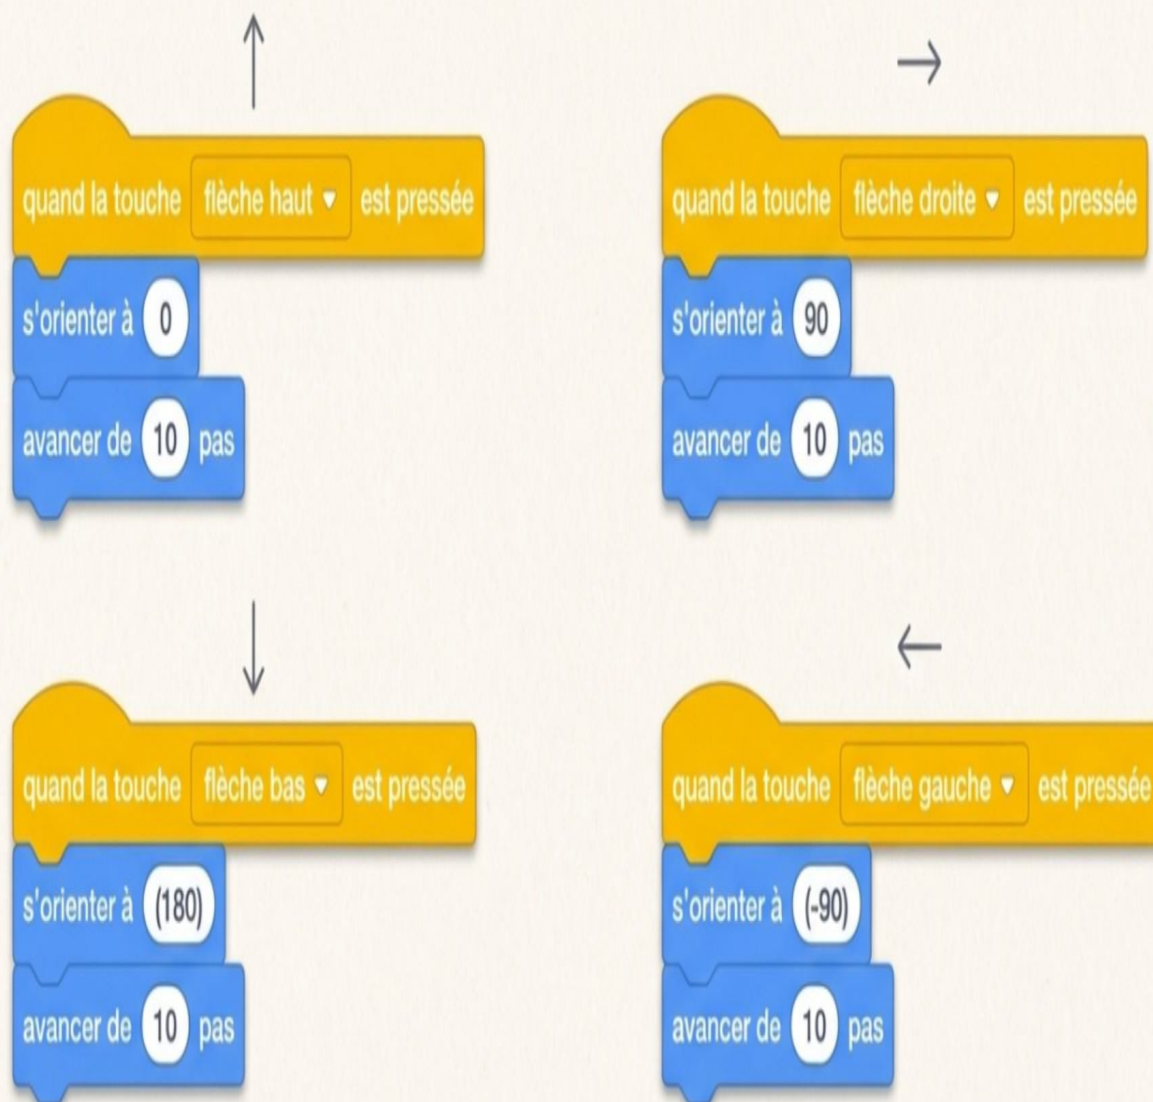 quand la touche flèche haut est pressée
s'orienter à 0
avancer de 10 pas
quand la touche flèche droite est pressée
s'orienter à 90
avancer de 10 pas
quand la touche flèche bas est pressée
s'orienter à (180)
avancer de 10 pas
quand la touche flèche gauche est pressée
s'orienter à (-90)
avancer de 10 pas